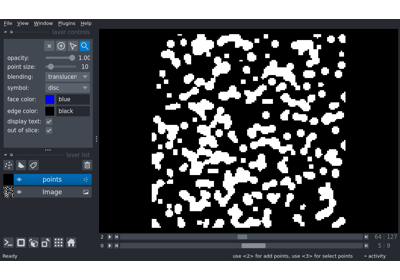 File View Window Plugins Help
layer controls
opacity: 1.00
point size: 10
blending: translucen
symbol: disc
face color: blue
edge color: black
display text:
out of slice:
layer list
points
Image
2 64 127
0 5 9
Ready use <2> for add points, use <3> for select points activity